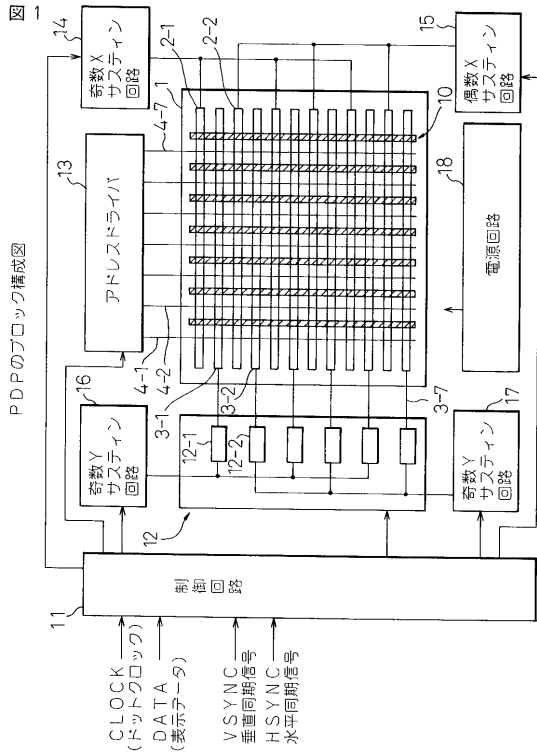 図1
PDPのブロック構成図
14
奇数X
サスティン
回路
2-1
2-2
15
偶数X
サスティン
回路
1
10
13
アドレスドライバ
4-7
18
電源回路
4-1
4-2
16
奇数Y
サスティン
回路
3-1
3-2
3-7
12-1
12-2
12
17
奇数Y
サスティン
回路
11
制御回路
CLOCK
(ドットクロック)
DATA
(表示データ)
VSYNC
垂直同期信号
HSYNC
水平同期信号